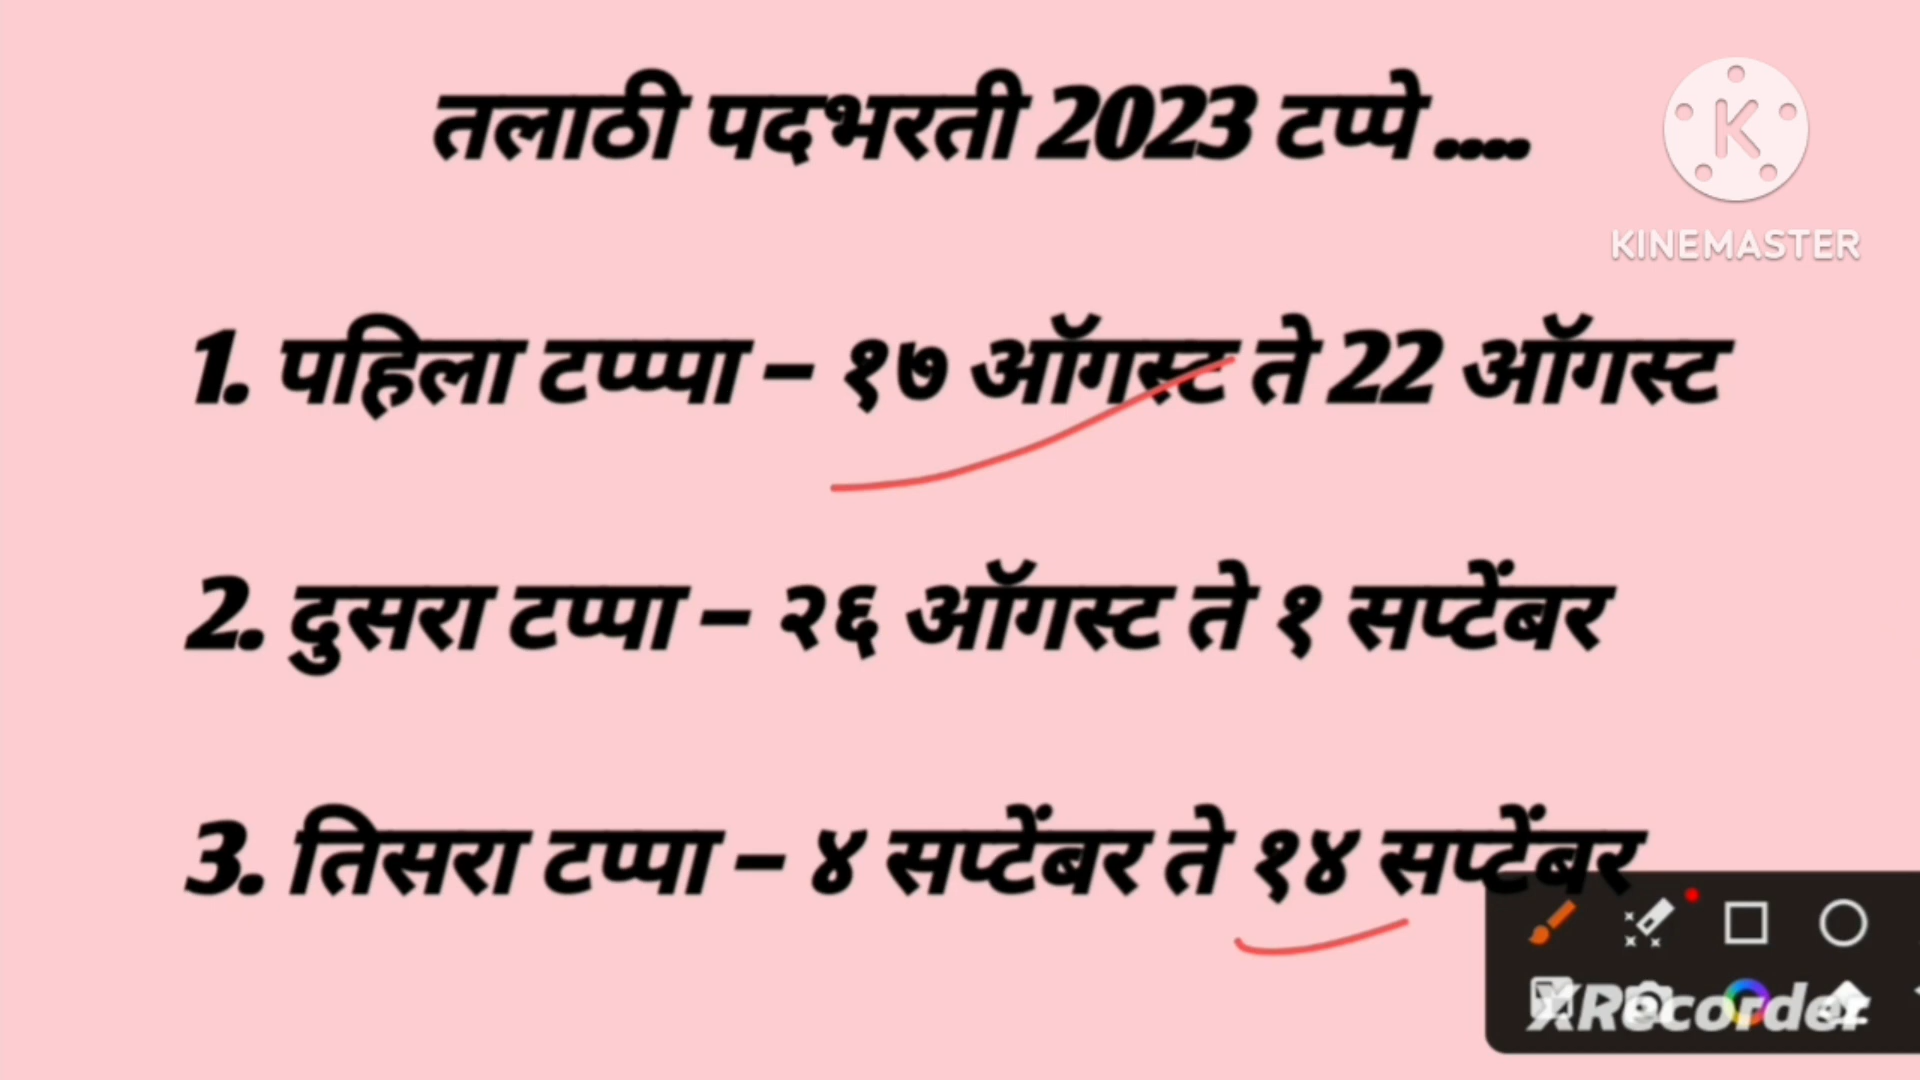 तलाठी पदभरती 2023 टप्पे ....
KINEMASTER
1. पहिला टप्प्पा – १७ ऑगस्ट ते 22 ऑगस्ट
2. दुसरा टप्पा – २६ ऑगस्ट ते १ सप्टेंबर
3. तिसरा टप्पा – ४ सप्टेंबर ते १४ सप्टेंबर
XRecorder